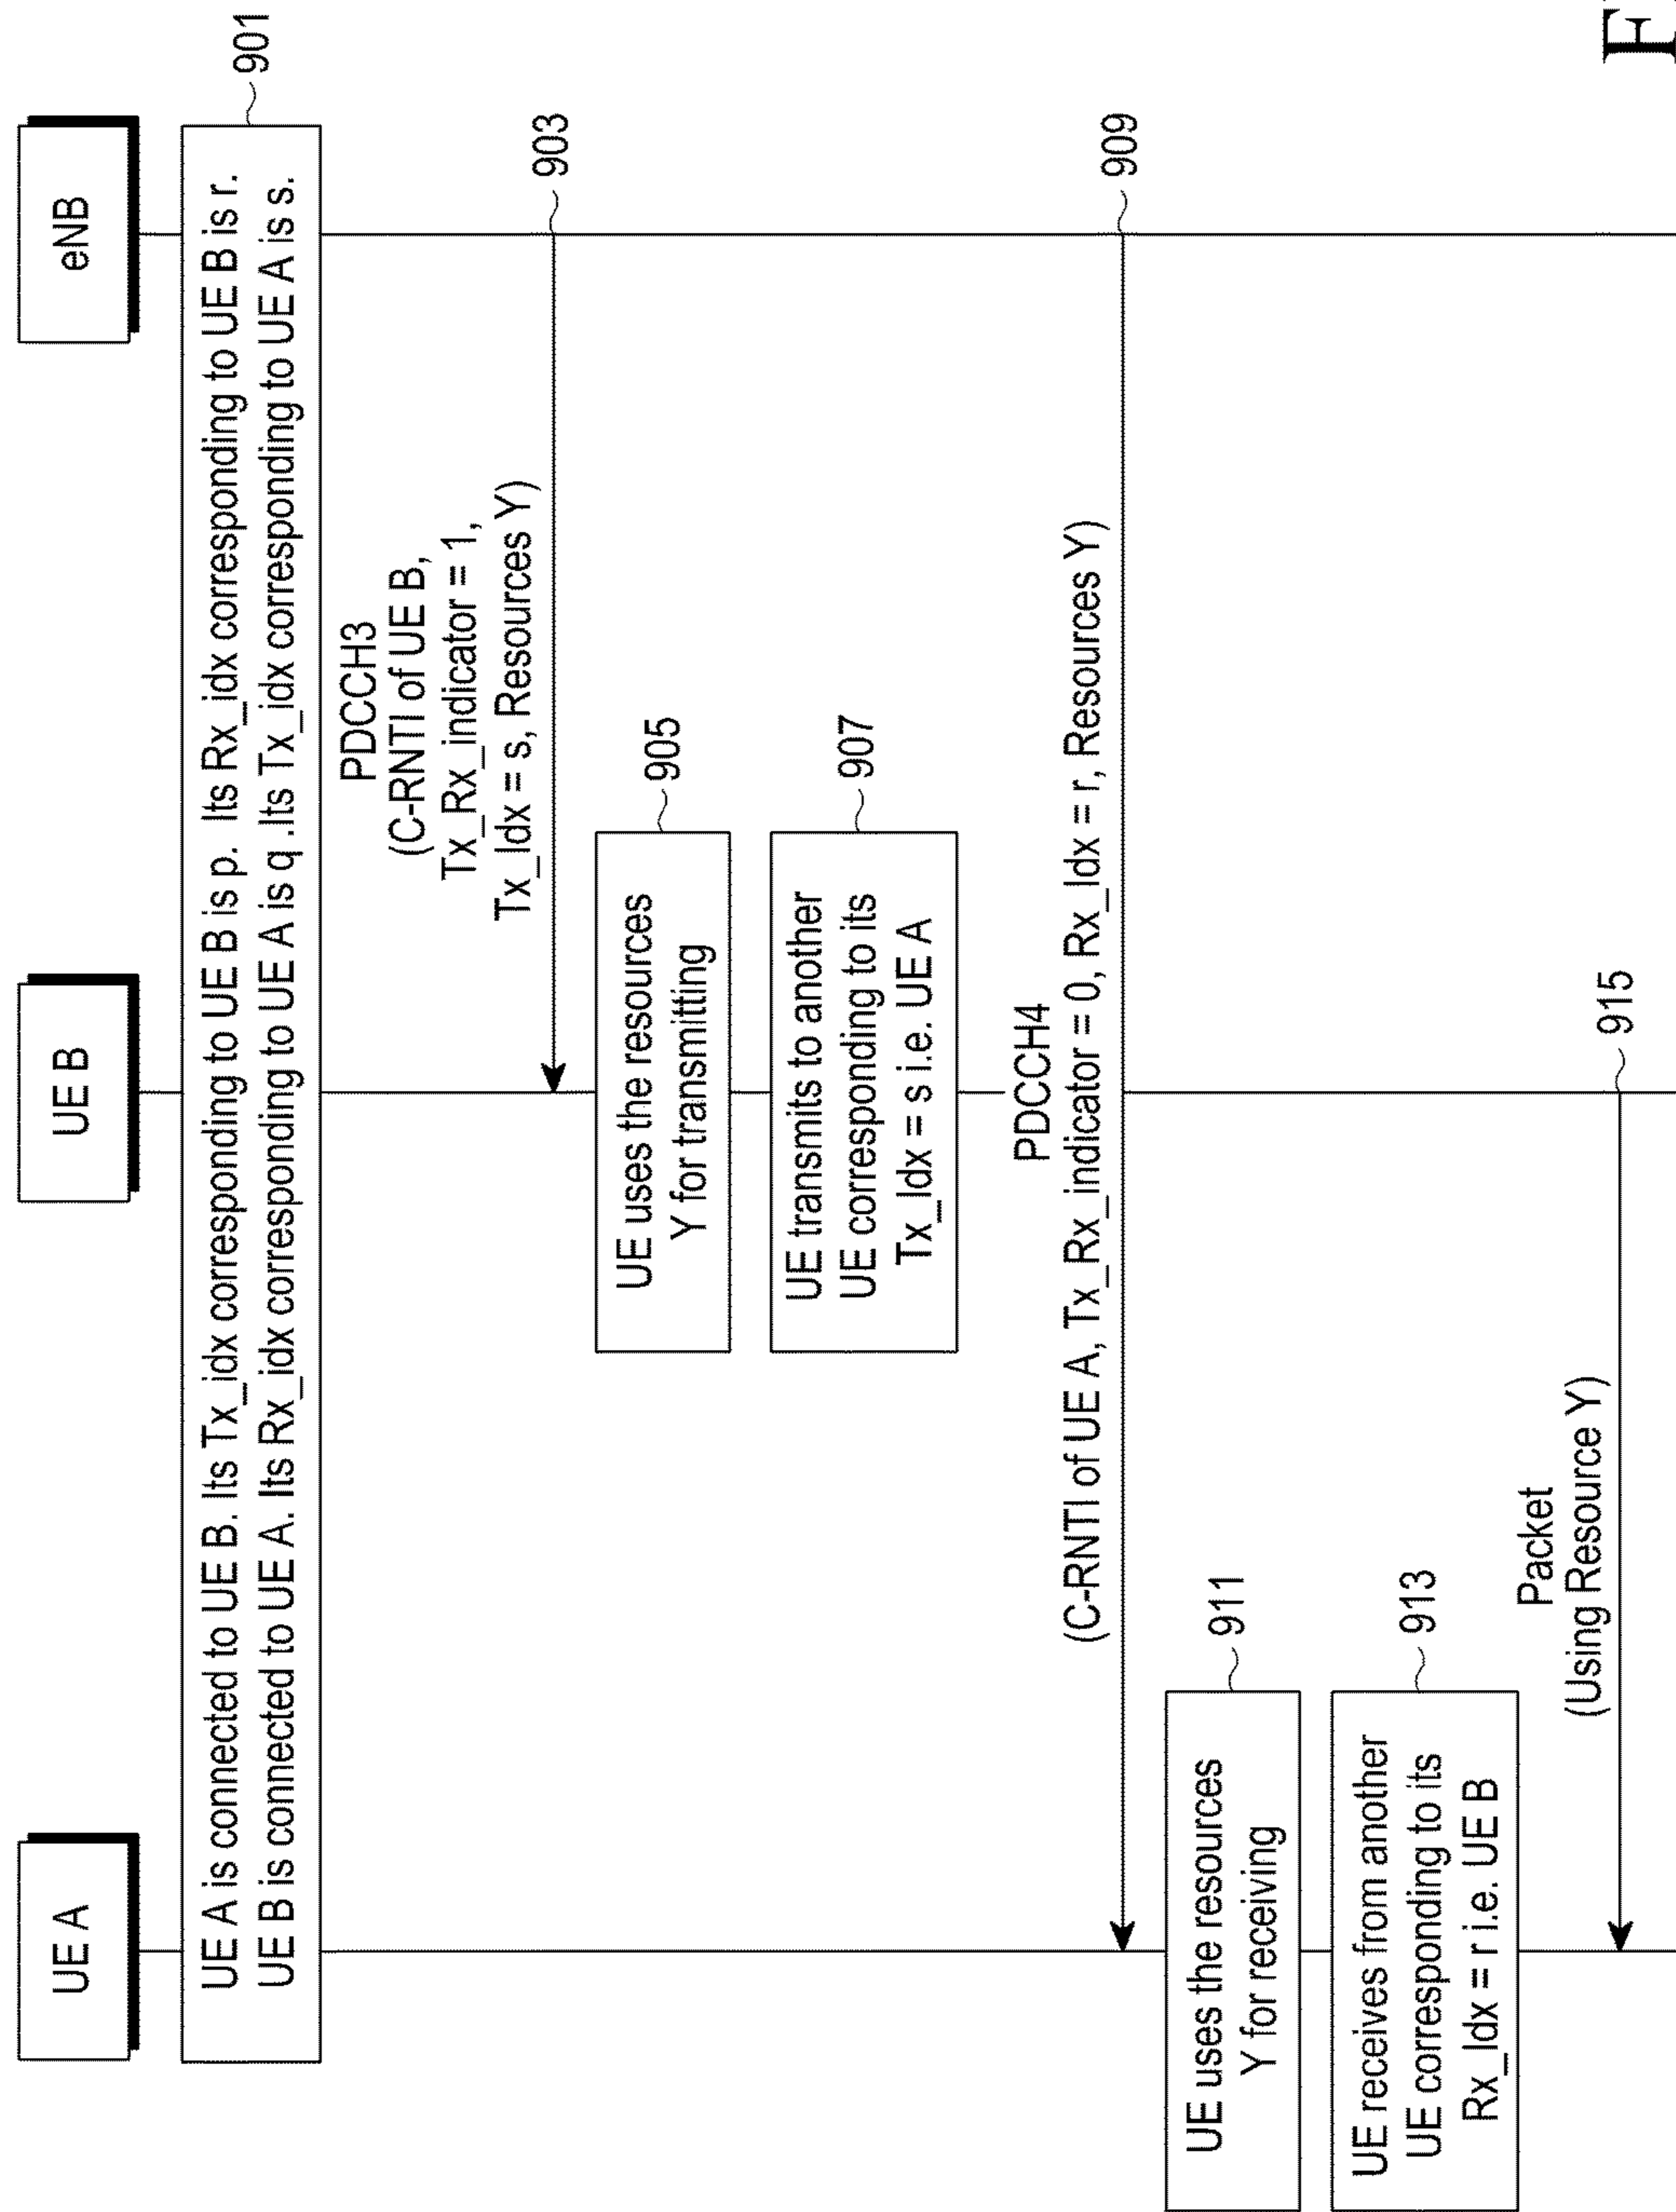 UE A
UE B
eNB
UE A is connected to UE B. Its Tx_idx corresponding to UE B is p. Its Rx_idx corresponding to UE B is r.
UE B is connected to UE A. Its Rx_idx corresponding to UE A is q .Its Tx_idx corresponding to UE A is s.
901
PDCCH3
(C-RNTI of UE B,
Tx_Rx_indicator = 1,
Tx_Idx = s, Resources Y)
903
UE uses the resources
Y for transmitting
905
UE transmits to another
UE corresponding to its
Tx_Idx = s i.e. UE A
907
PDCCH4
(C-RNTI of UE A, Tx_Rx_indicator = 0, Rx_Idx = r, Resources Y)
909
UE uses the resources
Y for receiving
911
UE receives from another
UE corresponding to its
Rx_Idx = r i.e. UE B
913
Packet
(Using Resource Y)
915